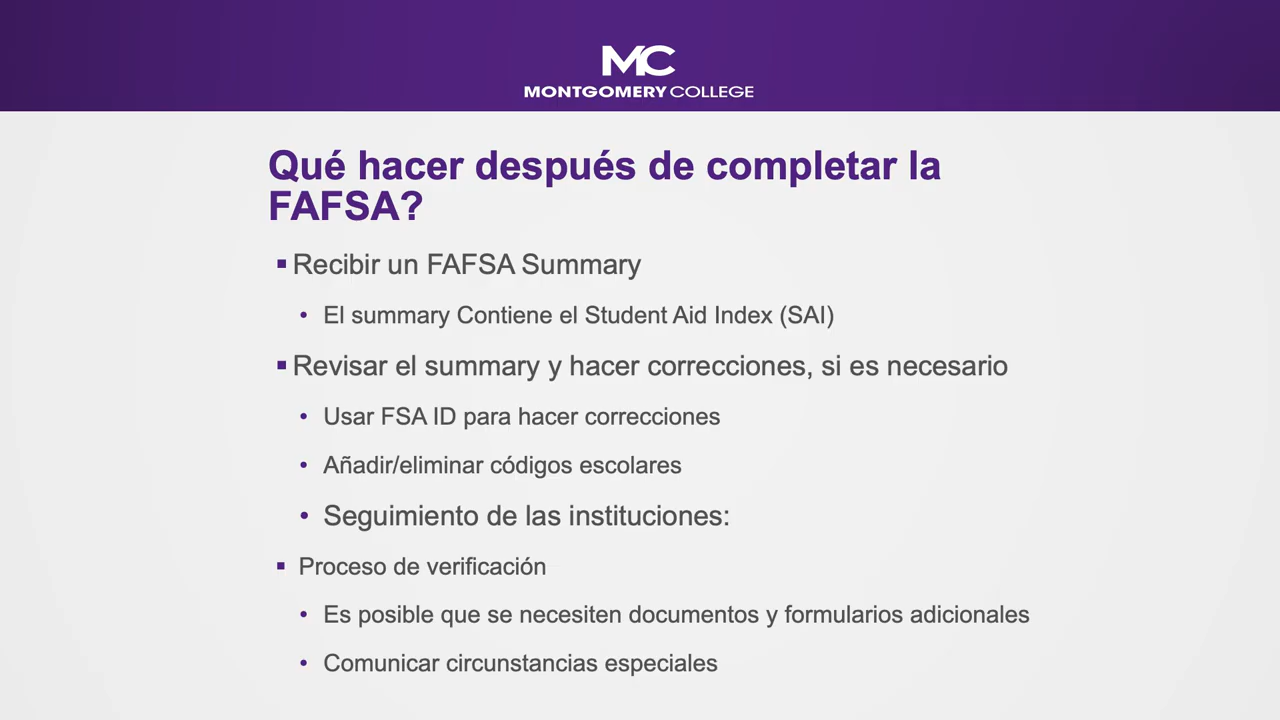 MC
MONTGOMERY COLLEGE
Qué hacer después de completar la
FAFSA?
▪ Recibir un FAFSA Summary
• El summary Contiene el Student Aid Index (SAI)
▪ Revisar el summary y hacer correcciones, si es necesario
• Usar FSA ID para hacer correcciones
• Añadir/eliminar códigos escolares
• Seguimiento de las instituciones:
▪ Proceso de verificación
• Es posible que se necesiten documentos y formularios adicionales
• Comunicar circunstancias especiales